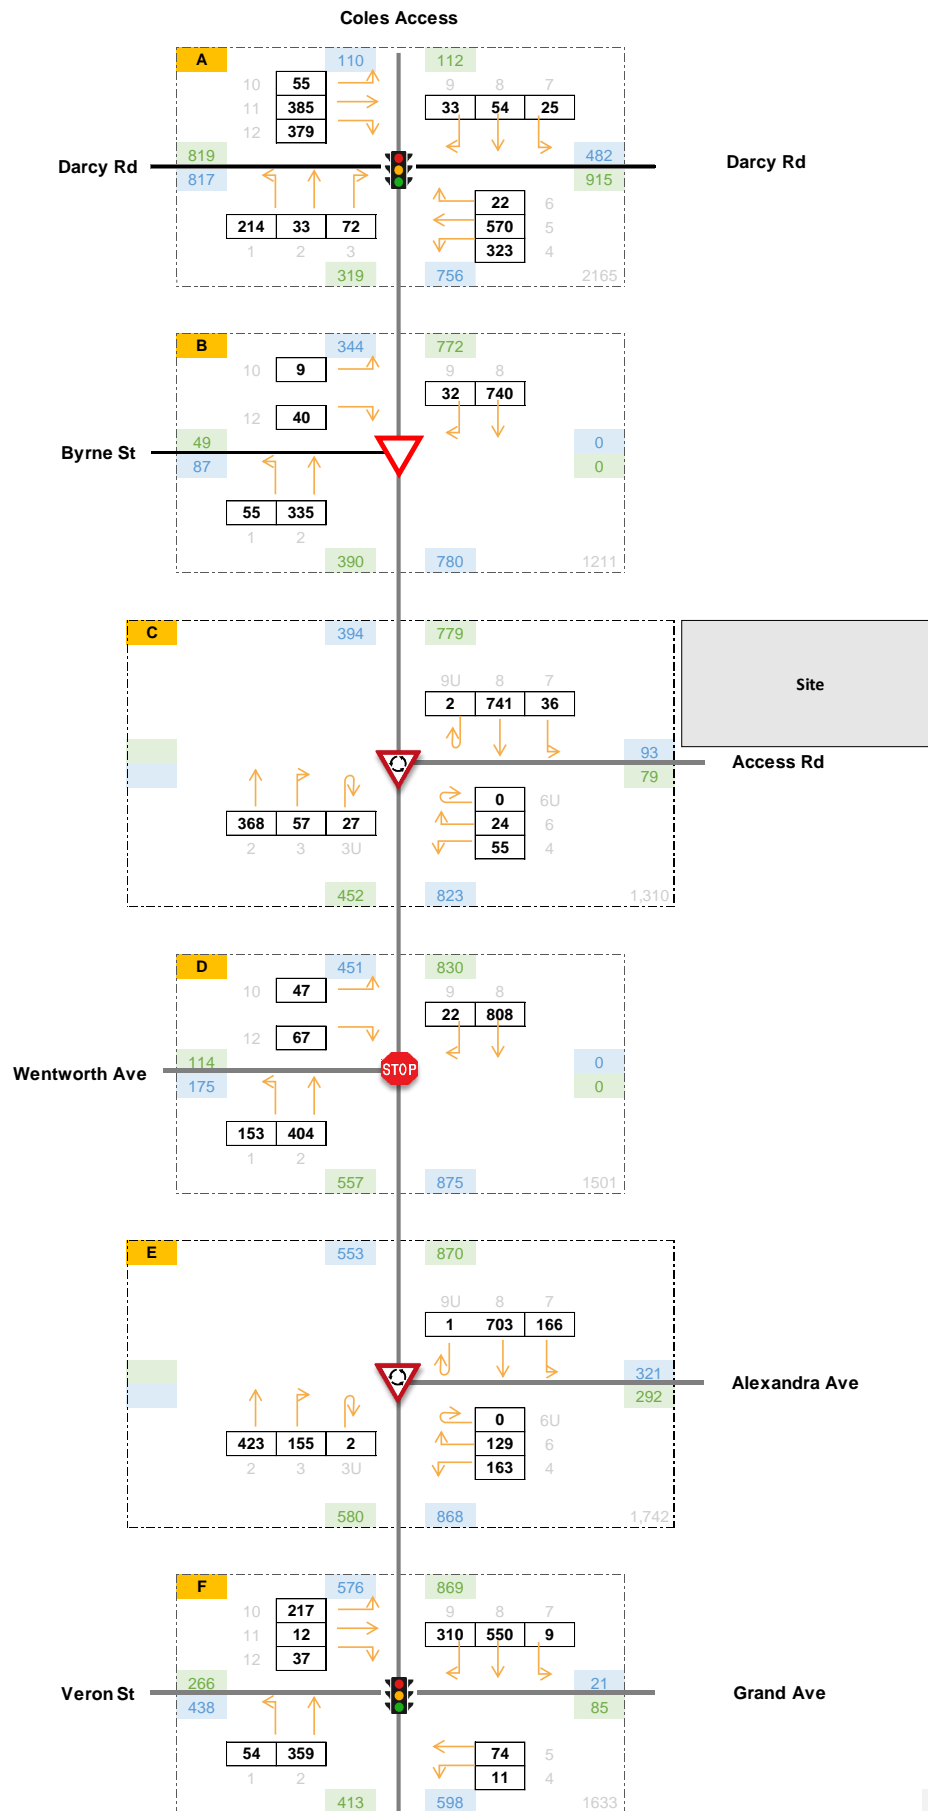 Coles Access
A 110 112
10 55 9 8 7
11 385 33 54 25
12 379
819 482
Darcy Rd Darcy Rd
817 915
22 6
214 33 72 570 5
1 2 3 323 4
319 756 2165
B 344 772
10 9 9 8
32 740
12 40
49 0
Byrne St
87 0
55 335
1 2
390 780 1211
C 394 779
Site
9U 8 7
2 741 36
93
Access Rd
79
0 6U
368 57 27 24 6
2 3 3U 55 4
452 823 1,310
D 451 830
10 47 9 8
22 808
12 67
114 0
Wentworth Ave STOP
175 0
153 404
1 2
557 875 1501
E 553 870
9U 8 7
1 703 166
321
Alexandra Ave
292
0 6U
423 155 2 129 6
2 3 3U 163 4
580 868 1,742
F 576 869
10 217 9 8 7
11 12 310 550 9
12 37
266 21
Veron St Grand Ave
438 85
54 359 74 5
1 2 11 4
413 598 1633